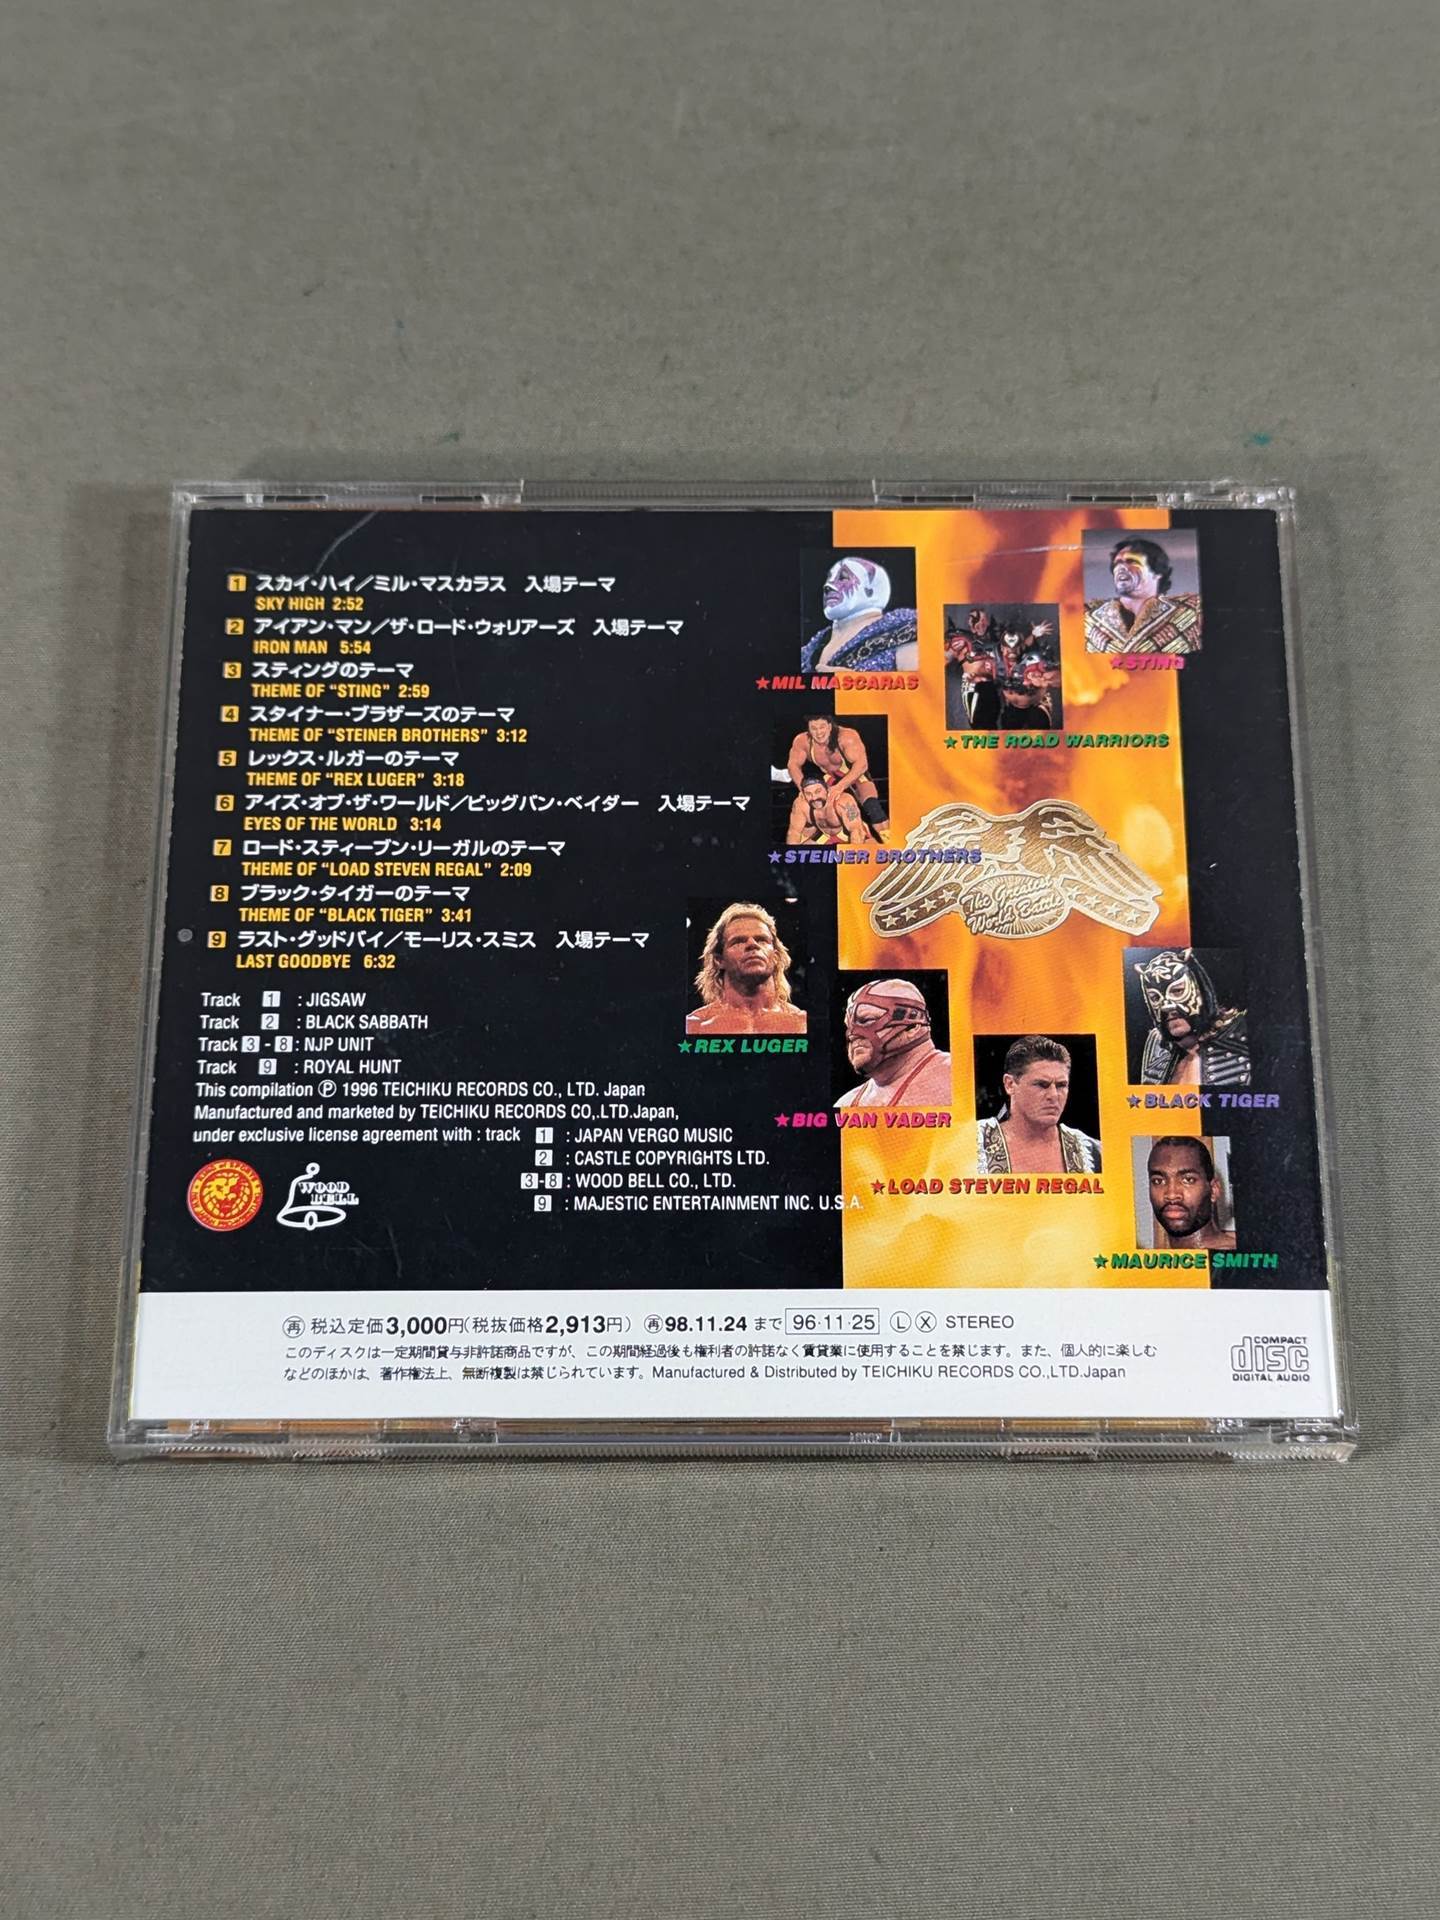 1 スカイ・ハイ／ミル・マスカラス　入場テーマ
SKY HIGH 2:52
2 アイアン・マン／ザ・ロード・ウォリアーズ　入場テーマ
IRON MAN 5:54
3 スティングのテーマ
THEME OF “STING” 2:59
4 スタイナー・ブラザーズのテーマ
THEME OF “STEINER BROTHERS” 3:12
5 レックス・ルガーのテーマ
THEME OF “REX LUGER” 3:18
6 アイズ・オブ・ザ・ワールド／ビッグバン・ベイダー　入場テーマ
EYES OF THE WORLD 3:14
7 ロード・スティーブン・リーガルのテーマ
THEME OF “LOAD STEVEN REGAL” 2:09
8 ブラック・タイガーのテーマ
THEME OF “BLACK TIGER” 3:41
9 ラスト・グッドバイ／モーリス・スミス　入場テーマ
LAST GOODBYE 6:32
Track 1 : JIGSAW
Track 2 : BLACK SABBATH
Track 3 - 8 : NJP UNIT
Track 9 : ROYAL HUNT
This compilation Ⓟ 1996 TEICHIKU RECORDS CO., LTD. Japan
Manufactured and marketed by TEICHIKU RECORDS CO,.LTD.Japan,
under exclusive license agreement with : track 1 : JAPAN VERGO MUSIC
2 : CASTLE COPYRIGHTS LTD.
3-8 : WOOD BELL CO., LTD.
9 : MAJESTIC ENTERTAINMENT INC. U.S.A.
WOOD
BELL
★STING
★MIL MASCARAS
★THE ROAD WARRIORS
★STEINER BROTHERS
The Greatest
World Battle
★REX LUGER
★BLACK TIGER
★BIG VAN VADER
★LOAD STEVEN REGAL
★MAURICE SMITH
㊢税込定価3,000円(税抜価格2,913円) 再98.11.24 まで 96·11·25 Ⓛ Ⓧ STEREO
このディスクは一定期間貸与非許諾商品ですが、この期間経過後も権利者の許諾なく賃貸業に使用することを禁じます。また、個人的に楽しむ
などのほかは、著作権法上、無断複製は禁じられています。Manufactured & Distributed by TEICHIKU RECORDS CO.,LTD.Japan
COMPACT
disc
DIGITAL AUDIO